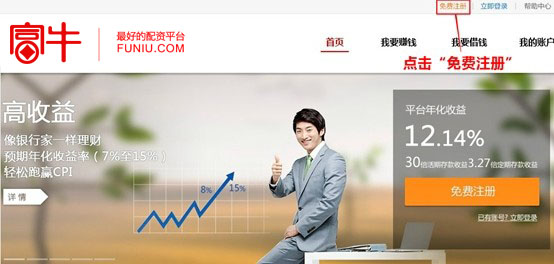 免费注册 | 立即登录 | 帮助中心
富牛
最好的配资平台
FUNIU.COM
首页 我要赚钱 我要借钱 我的账户
点击“免费注册”
高收益
像银行家一样理财
预期年化收益率(7%至15%)
轻松跑赢CPI
详 情
8%
15%
平台年化收益
12.14%
30倍活期存款收益3.27倍定期存款收益
免费注册
已有账号? 立即登录